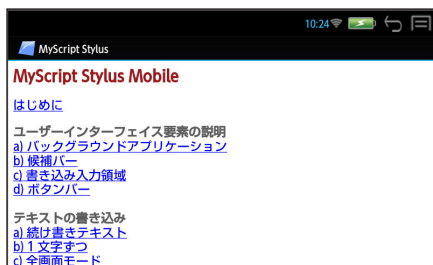 10:24
MyScript Stylus
MyScript Stylus Mobile
はじめに
ユーザーインターフェイス要素の説明
a) バックグラウンドアプリケーション
b) 候補バー
c) 書き込み入力領域
d) ボタンバー
テキストの書き込み
a) 続け書きテキスト
b) 1 文字ずつ
c) 全画面モード